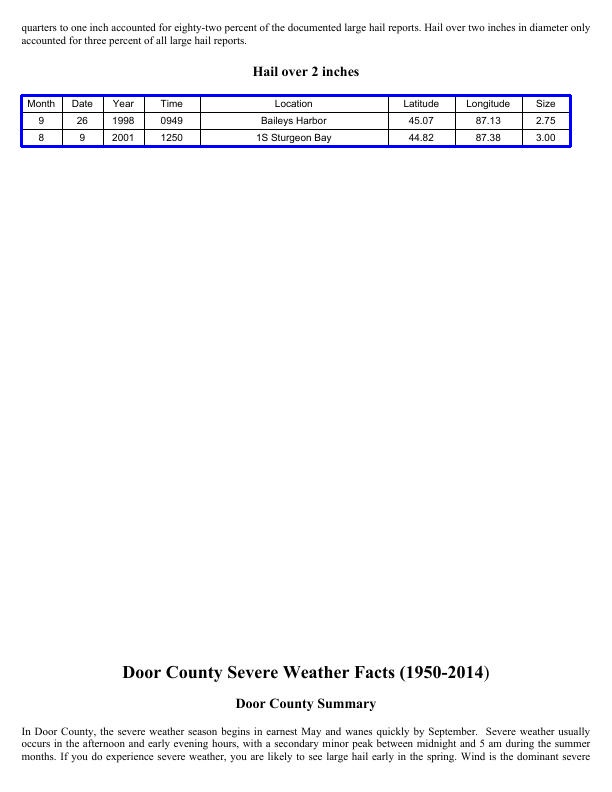 quarters to one inch accounted for eighty-two percent of the documented large hail reports. Hail over two inches in diameter only
accounted for three percent of all large hail reports.
Hail over 2 inches
Month Date Year Time Location Latitude Longitude Size
9 26 1998 0949 Baileys Harbor 45.07 87.13 2.75
8 9 2001 1250 1S Sturgeon Bay 44.82 87.38 3.00
Door County Severe Weather Facts (1950-2014)
Door County Summary
In Door County, the severe weather season begins in earnest May and wanes quickly by September. Severe weather usually
occurs in the afternoon and early evening hours, with a secondary minor peak between midnight and 5 am during the summer
months. If you do experience severe weather, you are likely to see large hail early in the spring. Wind is the dominant severe